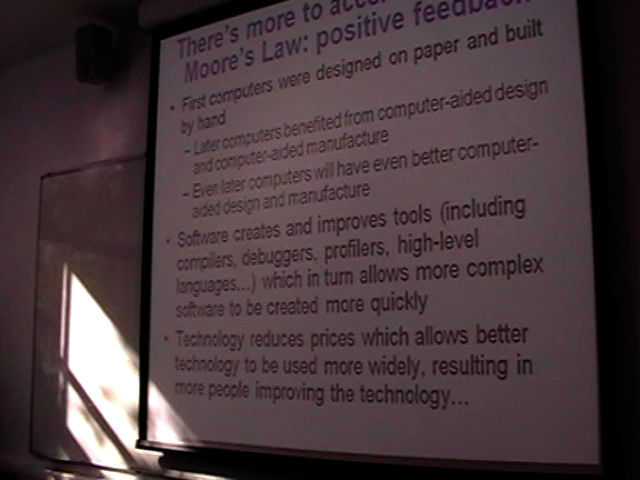 There's more to
Moore's Law: positive feedback
• First computers were designed on paper and built
by hand
– Later computers benefited from computer-aided design
and computer-aided manufacture
– Even later computers will have even better computer-
aided design and manufacture
• Software creates and improves tools (including
compilers, debuggers, profilers, high-level
languages...) which in turn allows more complex
software to be created more quickly
• Technology reduces prices which allows better
technology to be used more widely, resulting in
more people improving the technology...